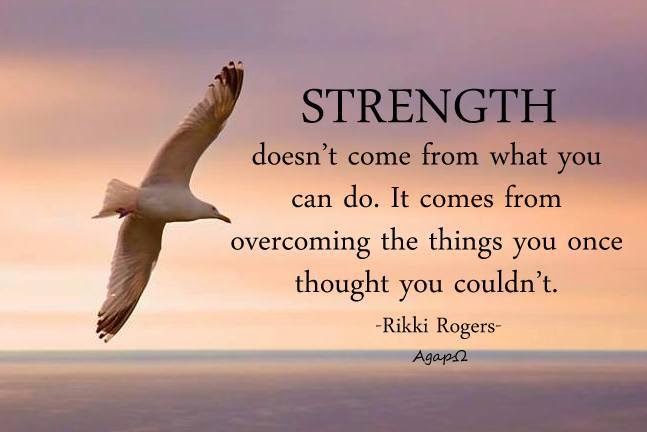 STRENGTH
doesn't come from what you
can do. It comes from
overcoming the things you once
thought you couldn't.
-Rikki Rogers-
AgapΩ